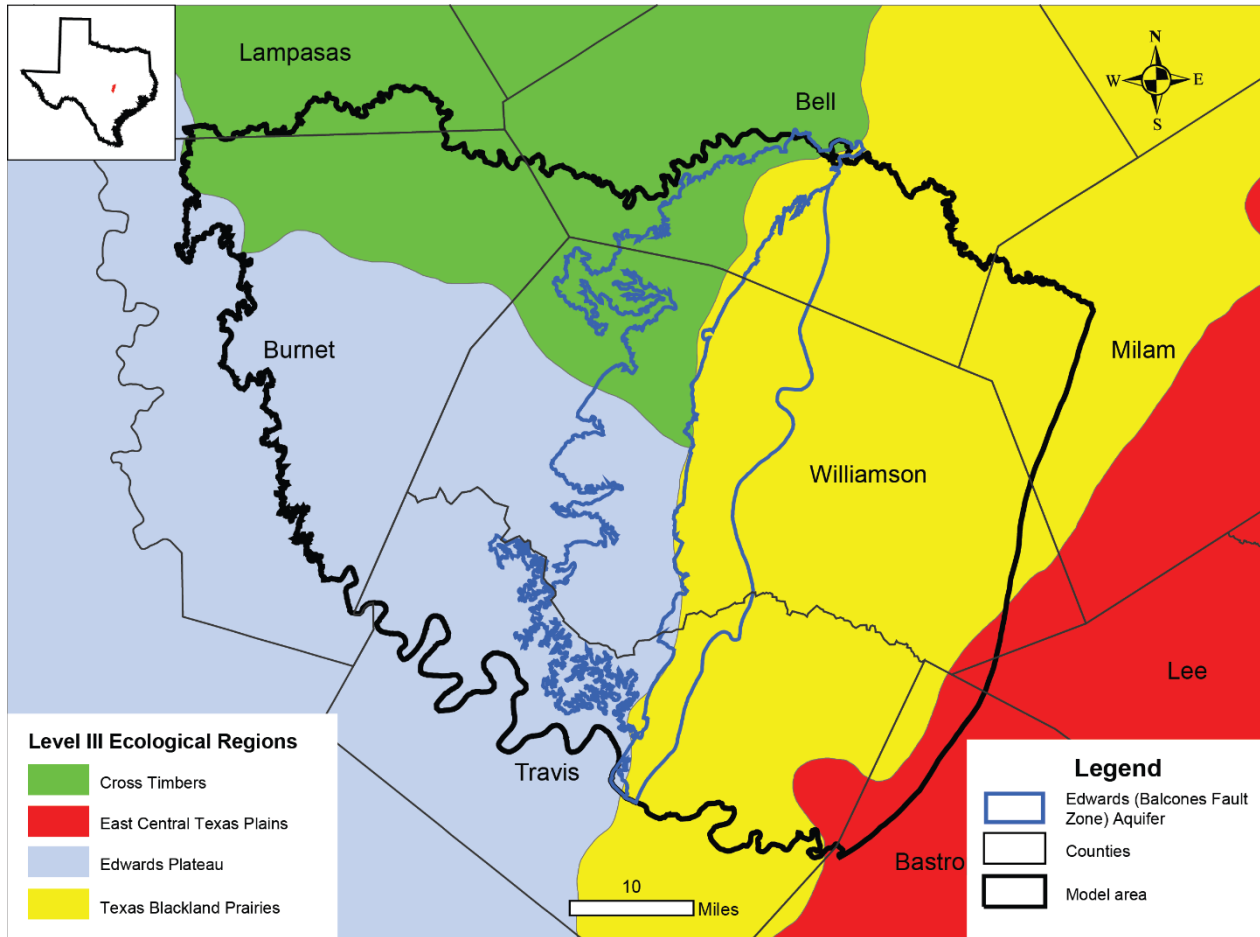 Lampasas
Bell
N
W E
S
Burnet
Milam
Williamson
Lee
Travis
Bastro
Level III Ecological Regions
Cross Timbers
East Central Texas Plains
Edwards Plateau
Texas Blackland Prairies
10
Miles
Legend
Edwards (Balcones Fault
Zone) Aquifer
Counties
Model area